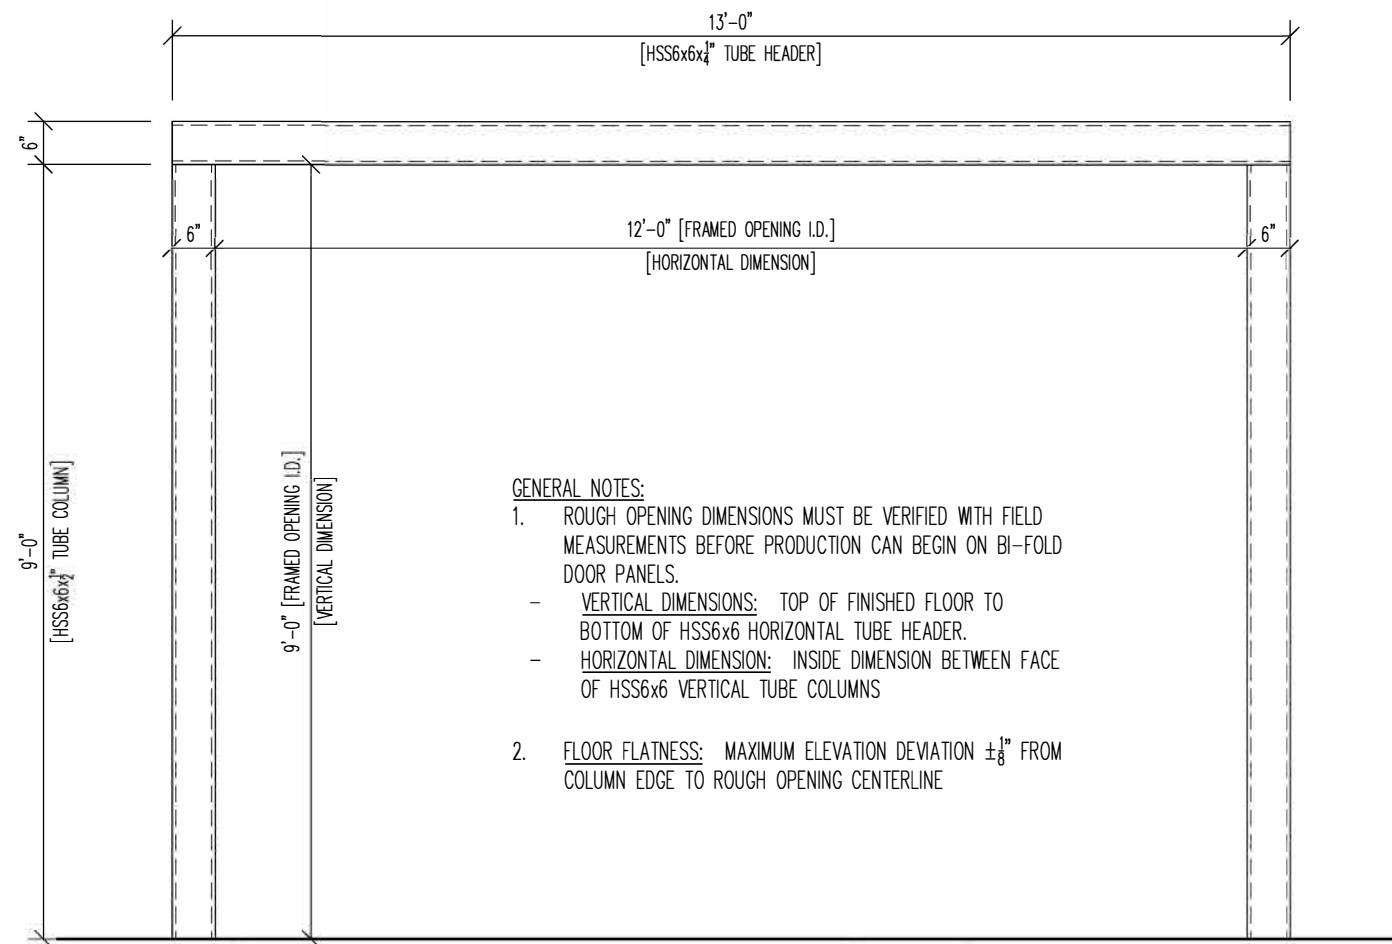 13'-0"
[HSS6x6x1/4" TUBE HEADER]
6"
6"
12'-0" [FRAMED OPENING I.D.]
6"
[HORIZONTAL DIMENSION]
9'-0"
[HSS6x6x1/2" TUBE COLUMN]
9'-0" [FRAMED OPENING I.D.]
[VERTICAL DIMENSION]
GENERAL NOTES:
1. ROUGH OPENING DIMENSIONS MUST BE VERIFIED WITH FIELD
MEASUREMENTS BEFORE PRODUCTION CAN BEGIN ON BI-FOLD
DOOR PANELS.
- VERTICAL DIMENSIONS: TOP OF FINISHED FLOOR TO
BOTTOM OF HSS6x6 HORIZONTAL TUBE HEADER.
- HORIZONTAL DIMENSION: INSIDE DIMENSION BETWEEN FACE
OF HSS6x6 VERTICAL TUBE COLUMNS
2. FLOOR FLATNESS: MAXIMUM ELEVATION DEVIATION ±1/8" FROM
COLUMN EDGE TO ROUGH OPENING CENTERLINE